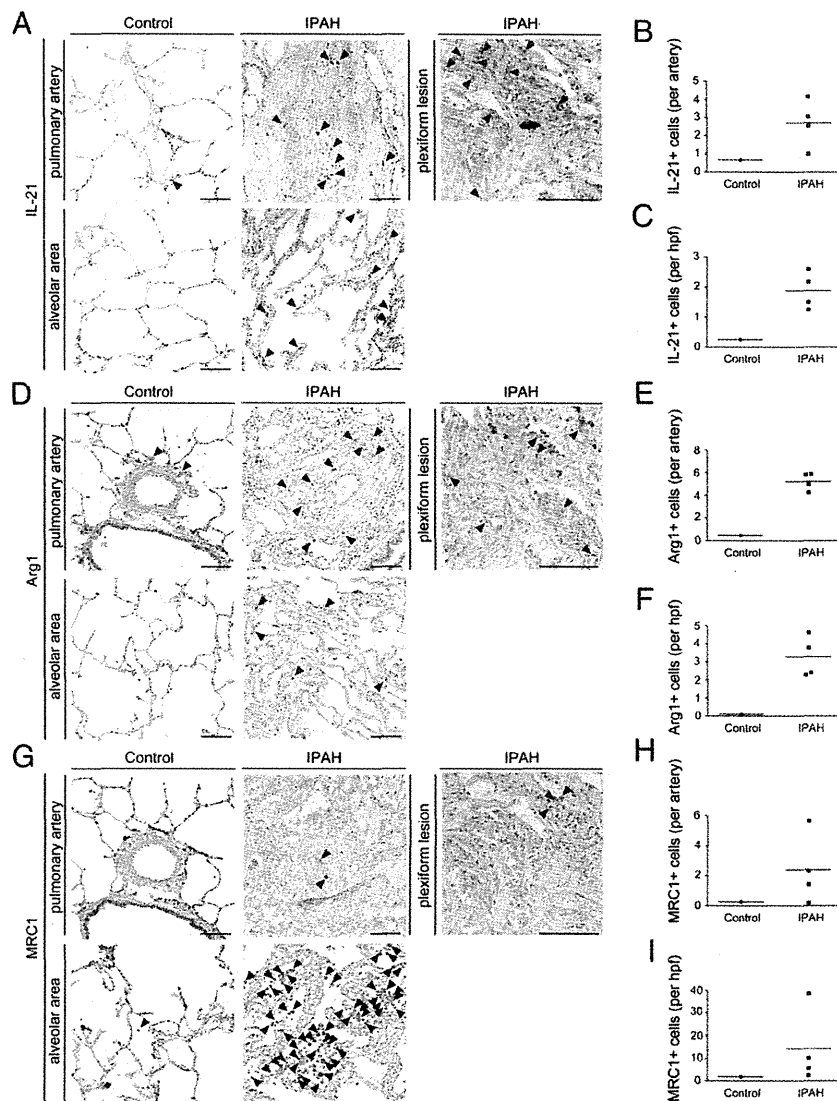 A
Control
IPAH
IPAH
IL-21
pulmonary artery
plexiform lesion
alveolar area
B
IL-21+ cells (per artery)
5
4
3
2
1
0
Control
IPAH
C
IL-21+ cells (per hpf)
3
2
1
0
Control
IPAH
D
Control
IPAH
IPAH
Arg1
pulmonary artery
plexiform lesion
alveolar area
E
Arg1+ cells (per artery)
8
6
4
2
0
Control
IPAH
F
Arg1+ cells (per hpf)
5
4
3
2
1
0
Control
IPAH
G
Control
IPAH
IPAH
MRC1
pulmonary artery
plexiform lesion
alveolar area
H
MRC1+ cells (per artery)
6
4
2
0
Control
IPAH
I
MRC1+ cells (per hpf)
40
30
20
10
0
Control
IPAH